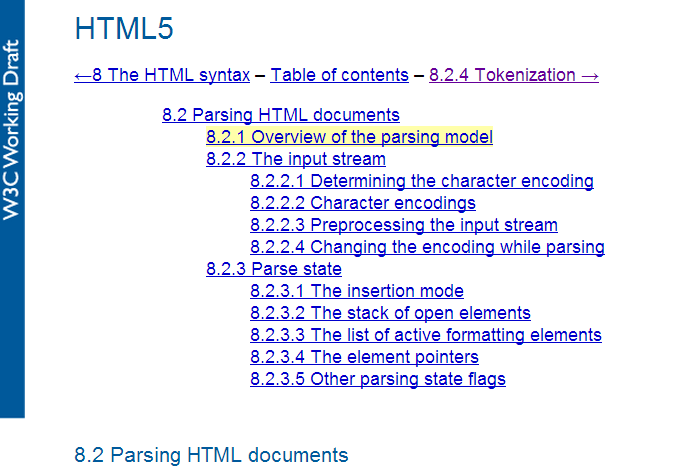 W3C Working Draft
HTML5
←8 The HTML syntax – Table of contents – 8.2.4 Tokenization →
8.2 Parsing HTML documents
8.2.1 Overview of the parsing model
8.2.2 The input stream
8.2.2.1 Determining the character encoding
8.2.2.2 Character encodings
8.2.2.3 Preprocessing the input stream
8.2.2.4 Changing the encoding while parsing
8.2.3 Parse state
8.2.3.1 The insertion mode
8.2.3.2 The stack of open elements
8.2.3.3 The list of active formatting elements
8.2.3.4 The element pointers
8.2.3.5 Other parsing state flags
8.2 Parsing HTML documents